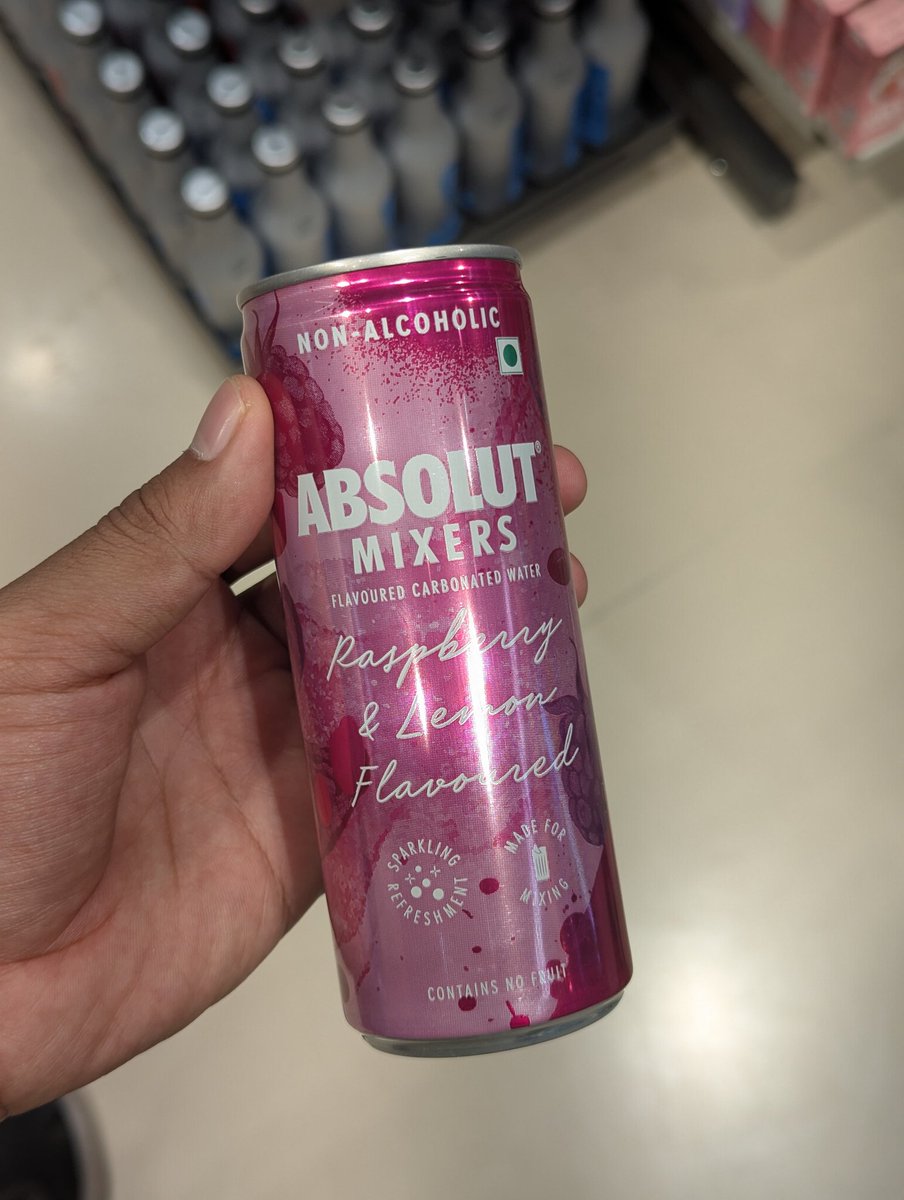 NON-ALCOHOLIC
ABSOLUT®
MIXERS
FLAVOURED CARBONATED WATER
Raspberry
& Lemon
Flavoured
SPARKLING
REFRESHMENT
MADE FOR
MIXING
CONTAINS NO FRUIT